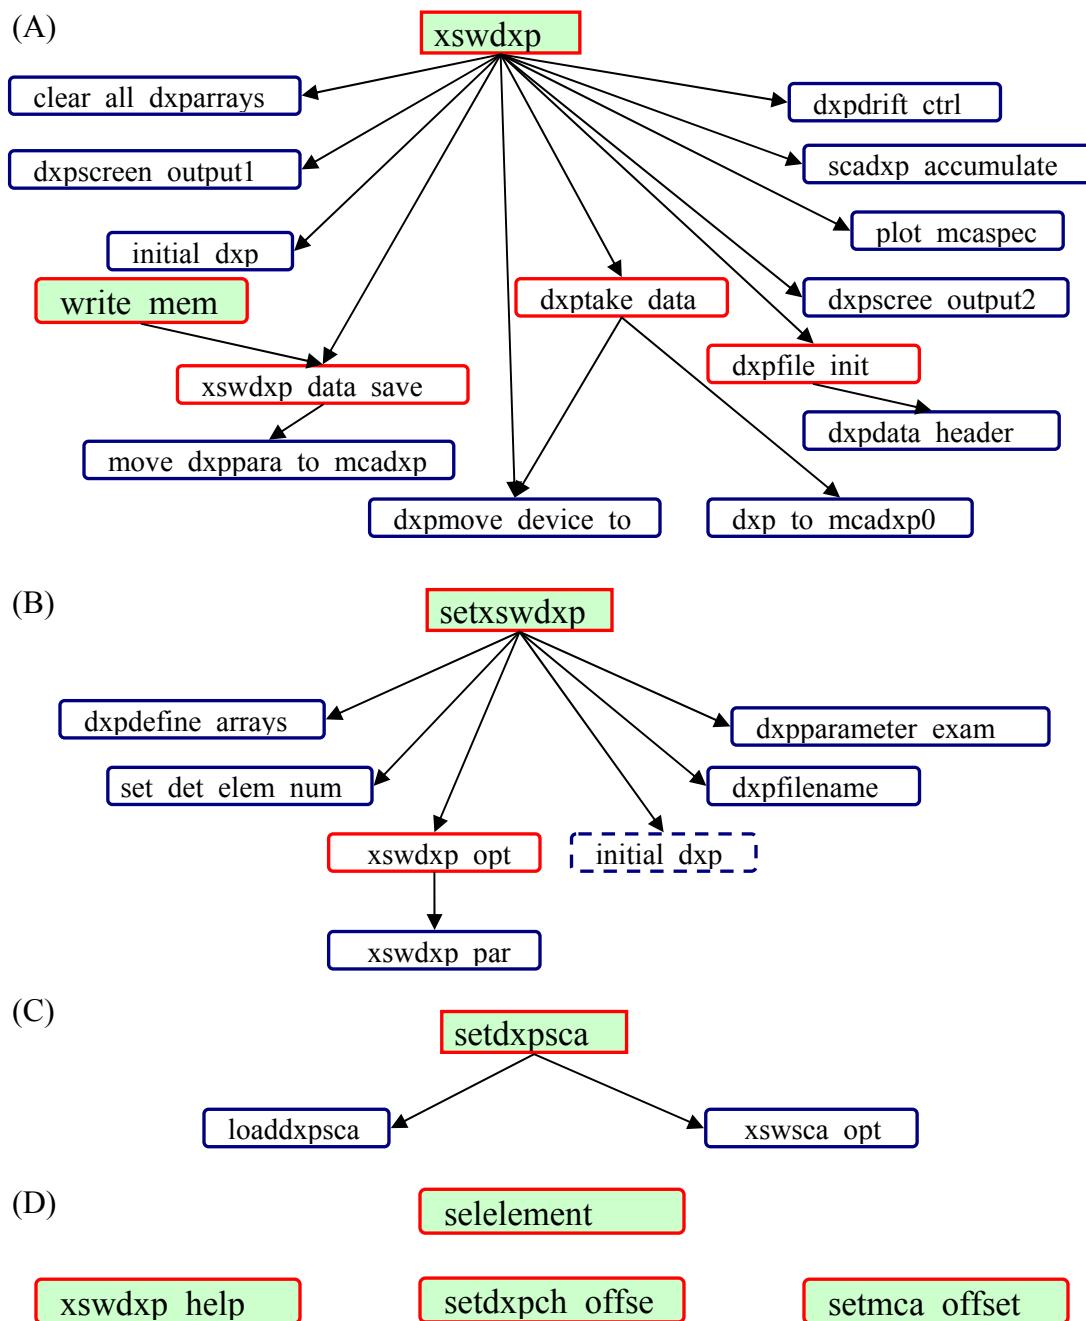 (A)
xswdxp
clear all dxparrays
dxpdrift ctrl
dxpscreen output1
scadxp accumulate
initial dxp
plot mcaspec
write mem
dxptake data
dxpscree output2
xswdxp data save
dxpfile init
move dxppara to mcadxp
dxpdata header
dxpmove device to
dxp to mcadxp0
(B)
setxswdxp
dxpdefine arrays
dxpparameter exam
set det elem num
dxpfilename
xswdxp opt
initial dxp
xswdxp par
(C)
setdxpsca
loaddxpsca
xswsca opt
(D)
selelement
xswdxp help
setdxpch offse
setmca offset